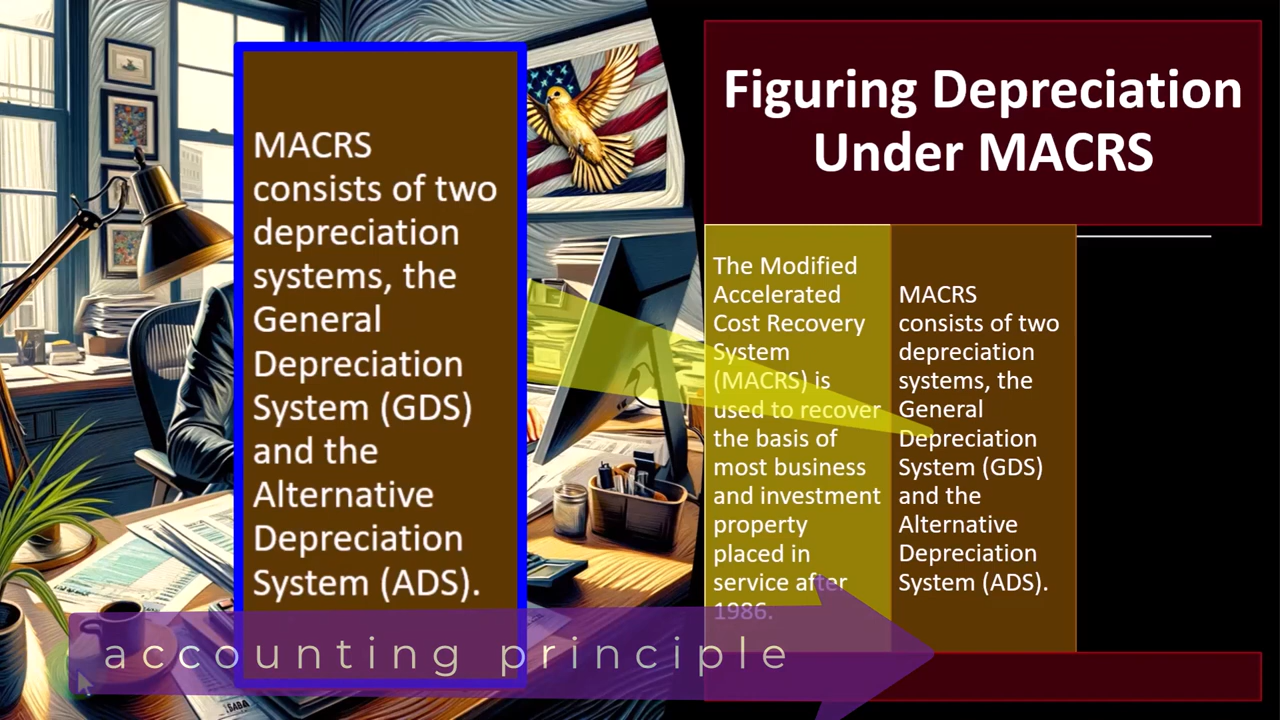 Figuring Depreciation
Under MACRS
MACRS
consists of two
depreciation
systems, the
General
Depreciation
System (GDS)
and the
Alternative
Depreciation
System (ADS).
The Modified
Accelerated
Cost Recovery
System
(MACRS) is
used to recover
the basis of
most business
and investment
property
placed in
service after
1986.
MACRS
consists of two
depreciation
systems, the
General
Depreciation
System (GDS)
and the
Alternative
Depreciation
System (ADS).
accounting principle